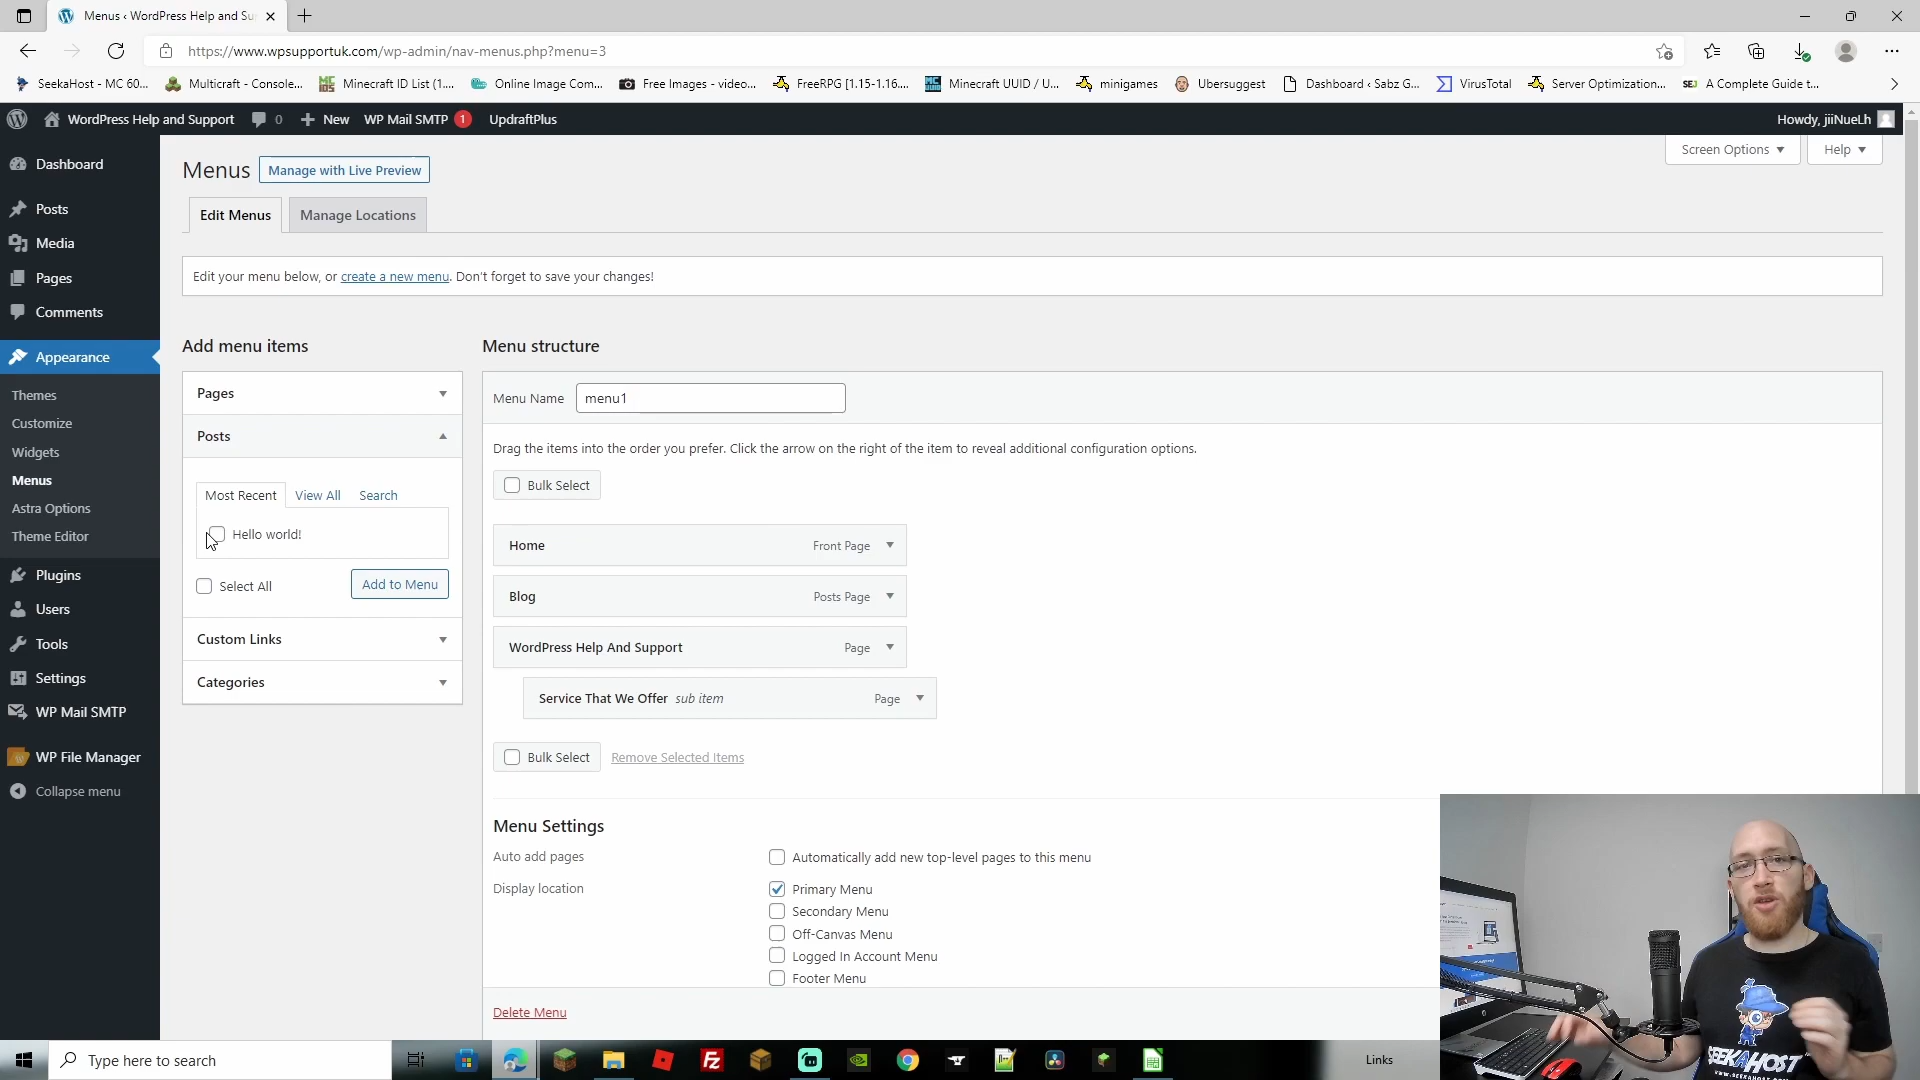 Menus ‹ WordPress Help and Su
https://www.wpsupportuk.com/wp-admin/nav-menus.php?menu=3
SeekaHost - MC 60...
Multicraft - Console...
Minecraft ID List (1....
Online Image Com...
Free Images - video...
FreeRPG [1.15-1.16....
Minecraft UUID / U...
minigames
Ubersuggest
Dashboard ‹ Sabz G...
VirusTotal
Server Optimization...
SEJ
A Complete Guide t...
WordPress Help and Support
0
New
WP Mail SMTP
1
UpdraftPlus
Howdy, jiiNueLh
Dashboard
Posts
Media
Pages
Comments
Appearance
Themes
Customize
Widgets
Menus
Astra Options
Theme Editor
Plugins
Users
Tools
Settings
WP Mail SMTP
WP File Manager
Collapse menu
Menus
Manage with Live Preview
Screen Options
Help
Edit Menus
Manage Locations
Edit your menu below, or create a new menu. Don't forget to save your changes!
Add menu items
Pages
Posts
Most Recent
View All
Search
Hello world!
Select All
Add to Menu
Custom Links
Categories
Menu structure
Menu Name
menu1
Drag the items into the order you prefer. Click the arrow on the right of the item to reveal additional configuration options.
Bulk Select
Home
Front Page
Blog
Posts Page
WordPress Help And Support
Page
Service That We Offer sub item
Page
Bulk Select
Remove Selected Items
Menu Settings
Auto add pages
Automatically add new top-level pages to this menu
Display location
Primary Menu
Secondary Menu
Off-Canvas Menu
Logged In Account Menu
Footer Menu
Delete Menu
SEEKAHOST
Type here to search
Links